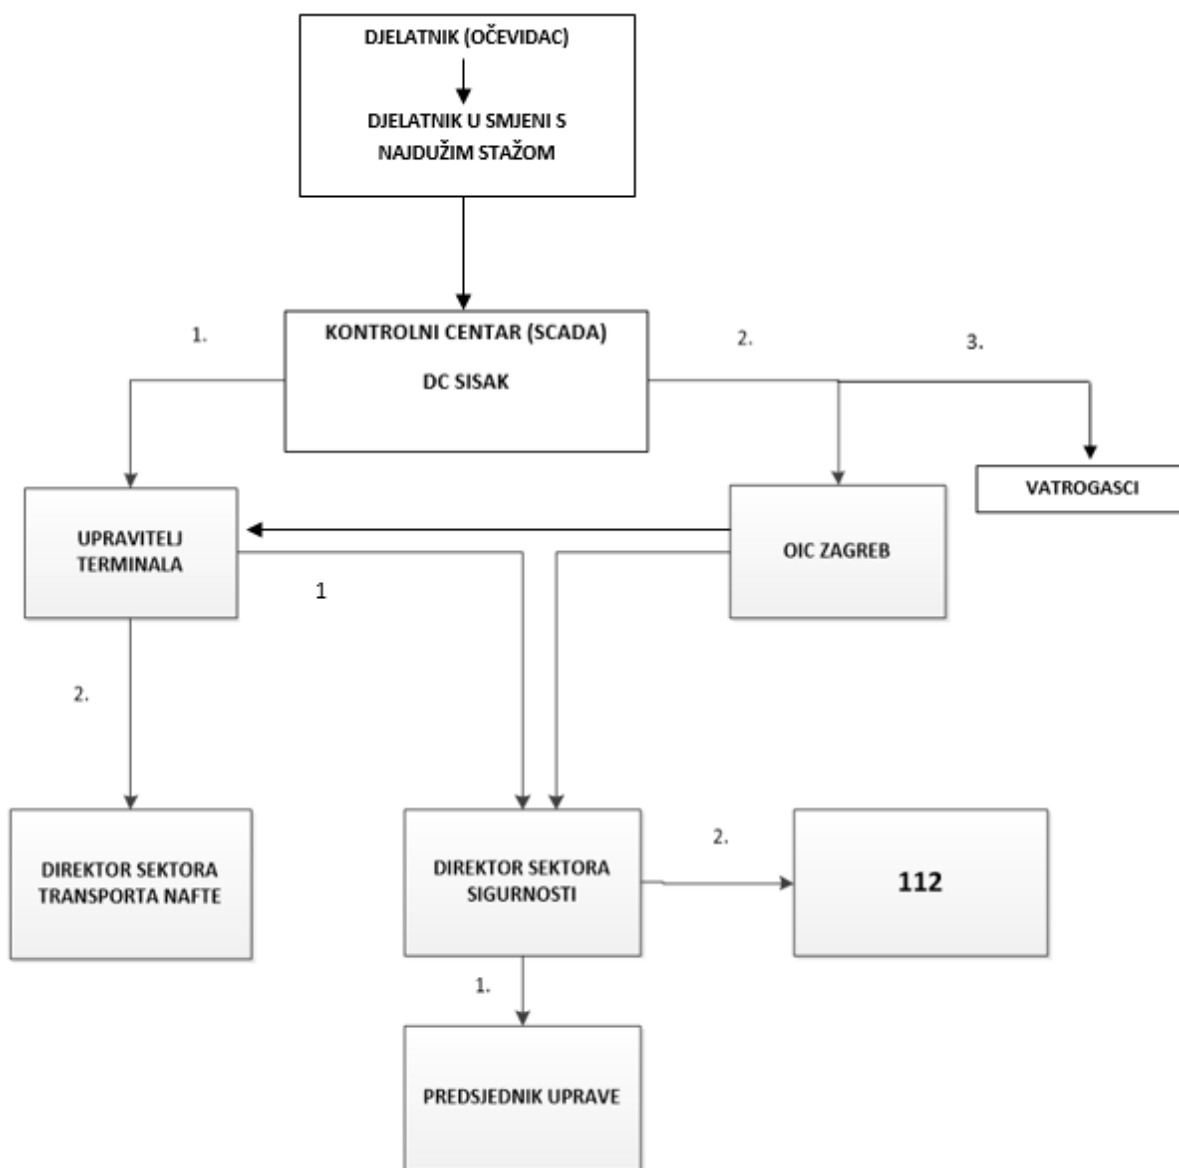 DJELATNIK (OČEVIDAC)
DJELATNIK U SMJENI S
NAJDUŽIM STAŽOM
KONTROLNI CENTAR (SCADA)
DC SISAK
1.
2.
3.
VATROGASCI
UPRAVITELJ
TERMINALA
OIC ZAGREB
1
2.
DIREKTOR SEKTORA
TRANSPORTA NAFTE
DIREKTOR SEKTORA
SIGURNOSTI
2.
112
1.
PREDSJEDNIK UPRAVE